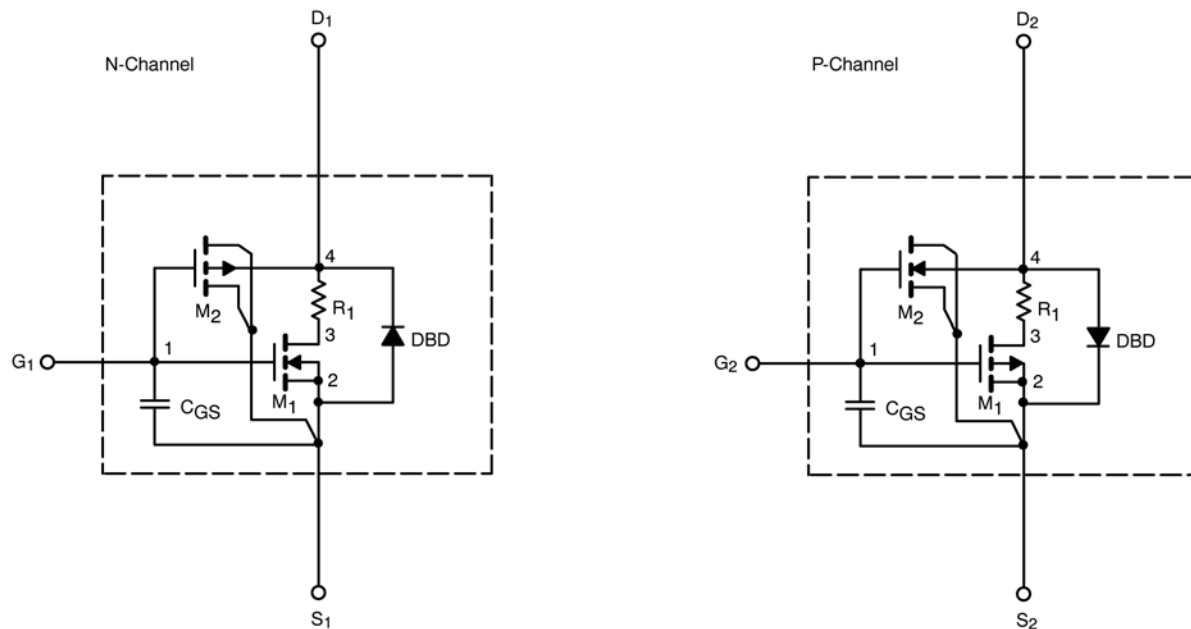 D1
N-Channel
4
R1
M2
3
DBD
G1
1
2
M1
CGS
S1
D2
P-Channel
4
R1
M2
3
DBD
G2
1
2
M1
CGS
S2